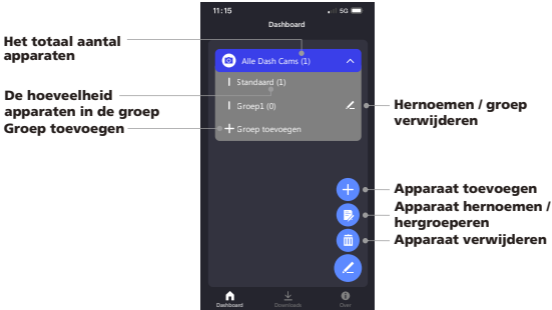 11:15
5G
Dashboard
Het totaal aantal
apparaten
Alle Dash Cams (1)
Standaard (1)
De hoeveelheid
apparaten in de groep
Groep1 (0)
Hernoemen / groep
verwijderen
Groep toevoegen
Groep toevoegen
Apparaat toevoegen
Apparaat hernoemen /
hergroeperen
Apparaat verwijderen
Dashboard
Downloads
Over